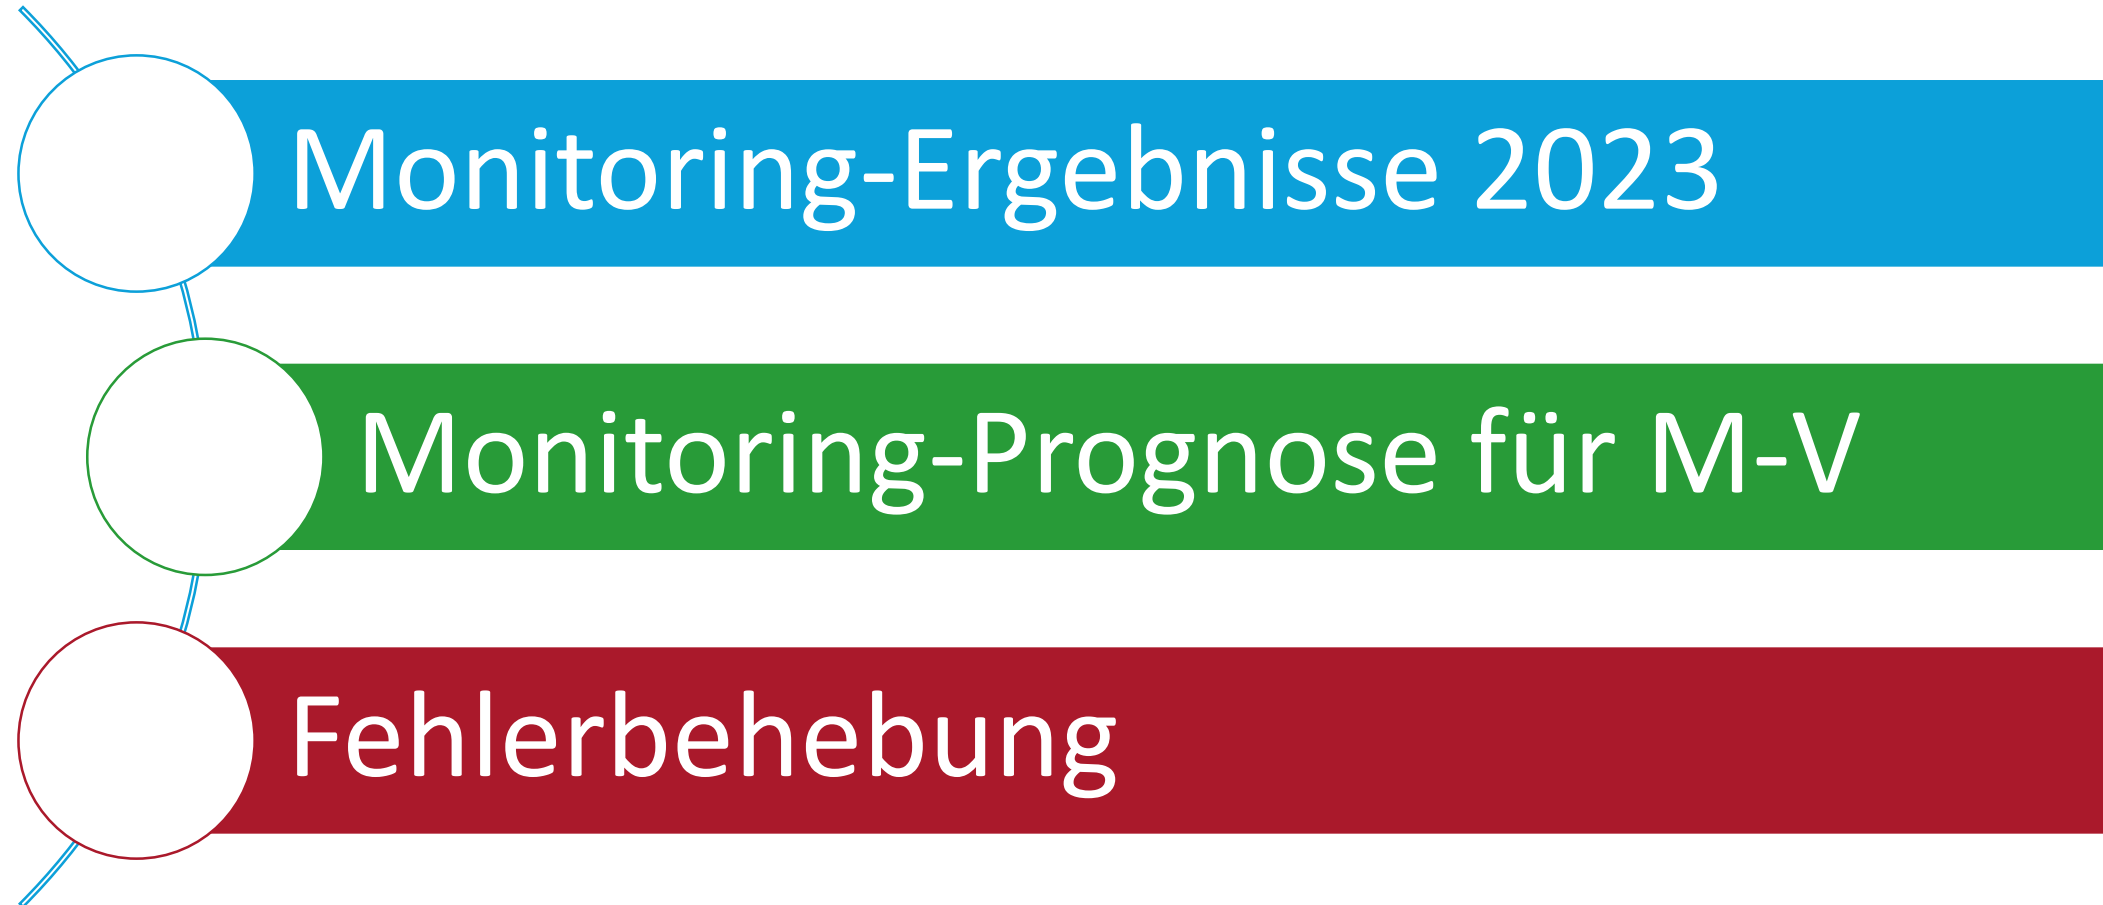 Monitoring-Ergebnisse 2023
Monitoring-Prognose für M-V
Fehlerbehebung